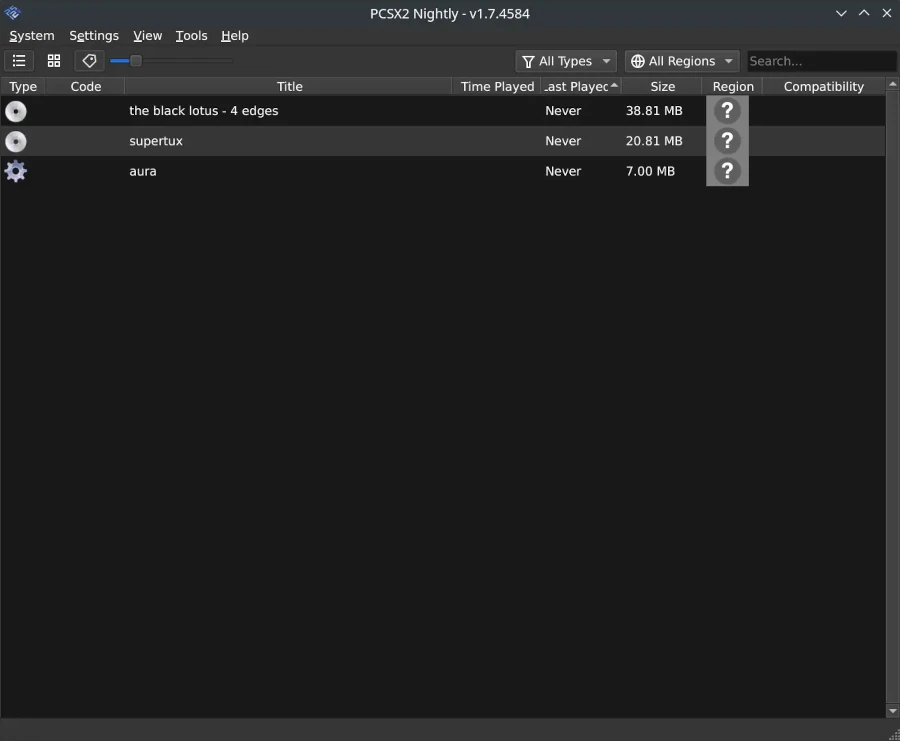 PCSX2 Nightly - v1.7.4584
System Settings View Tools Help
All Types All Regions Search...
Type Code Title Time Played Last Played Size Region Compatibility
the black lotus - 4 edges Never 38.81 MB ?
supertux Never 20.81 MB ?
aura Never 7.00 MB ?